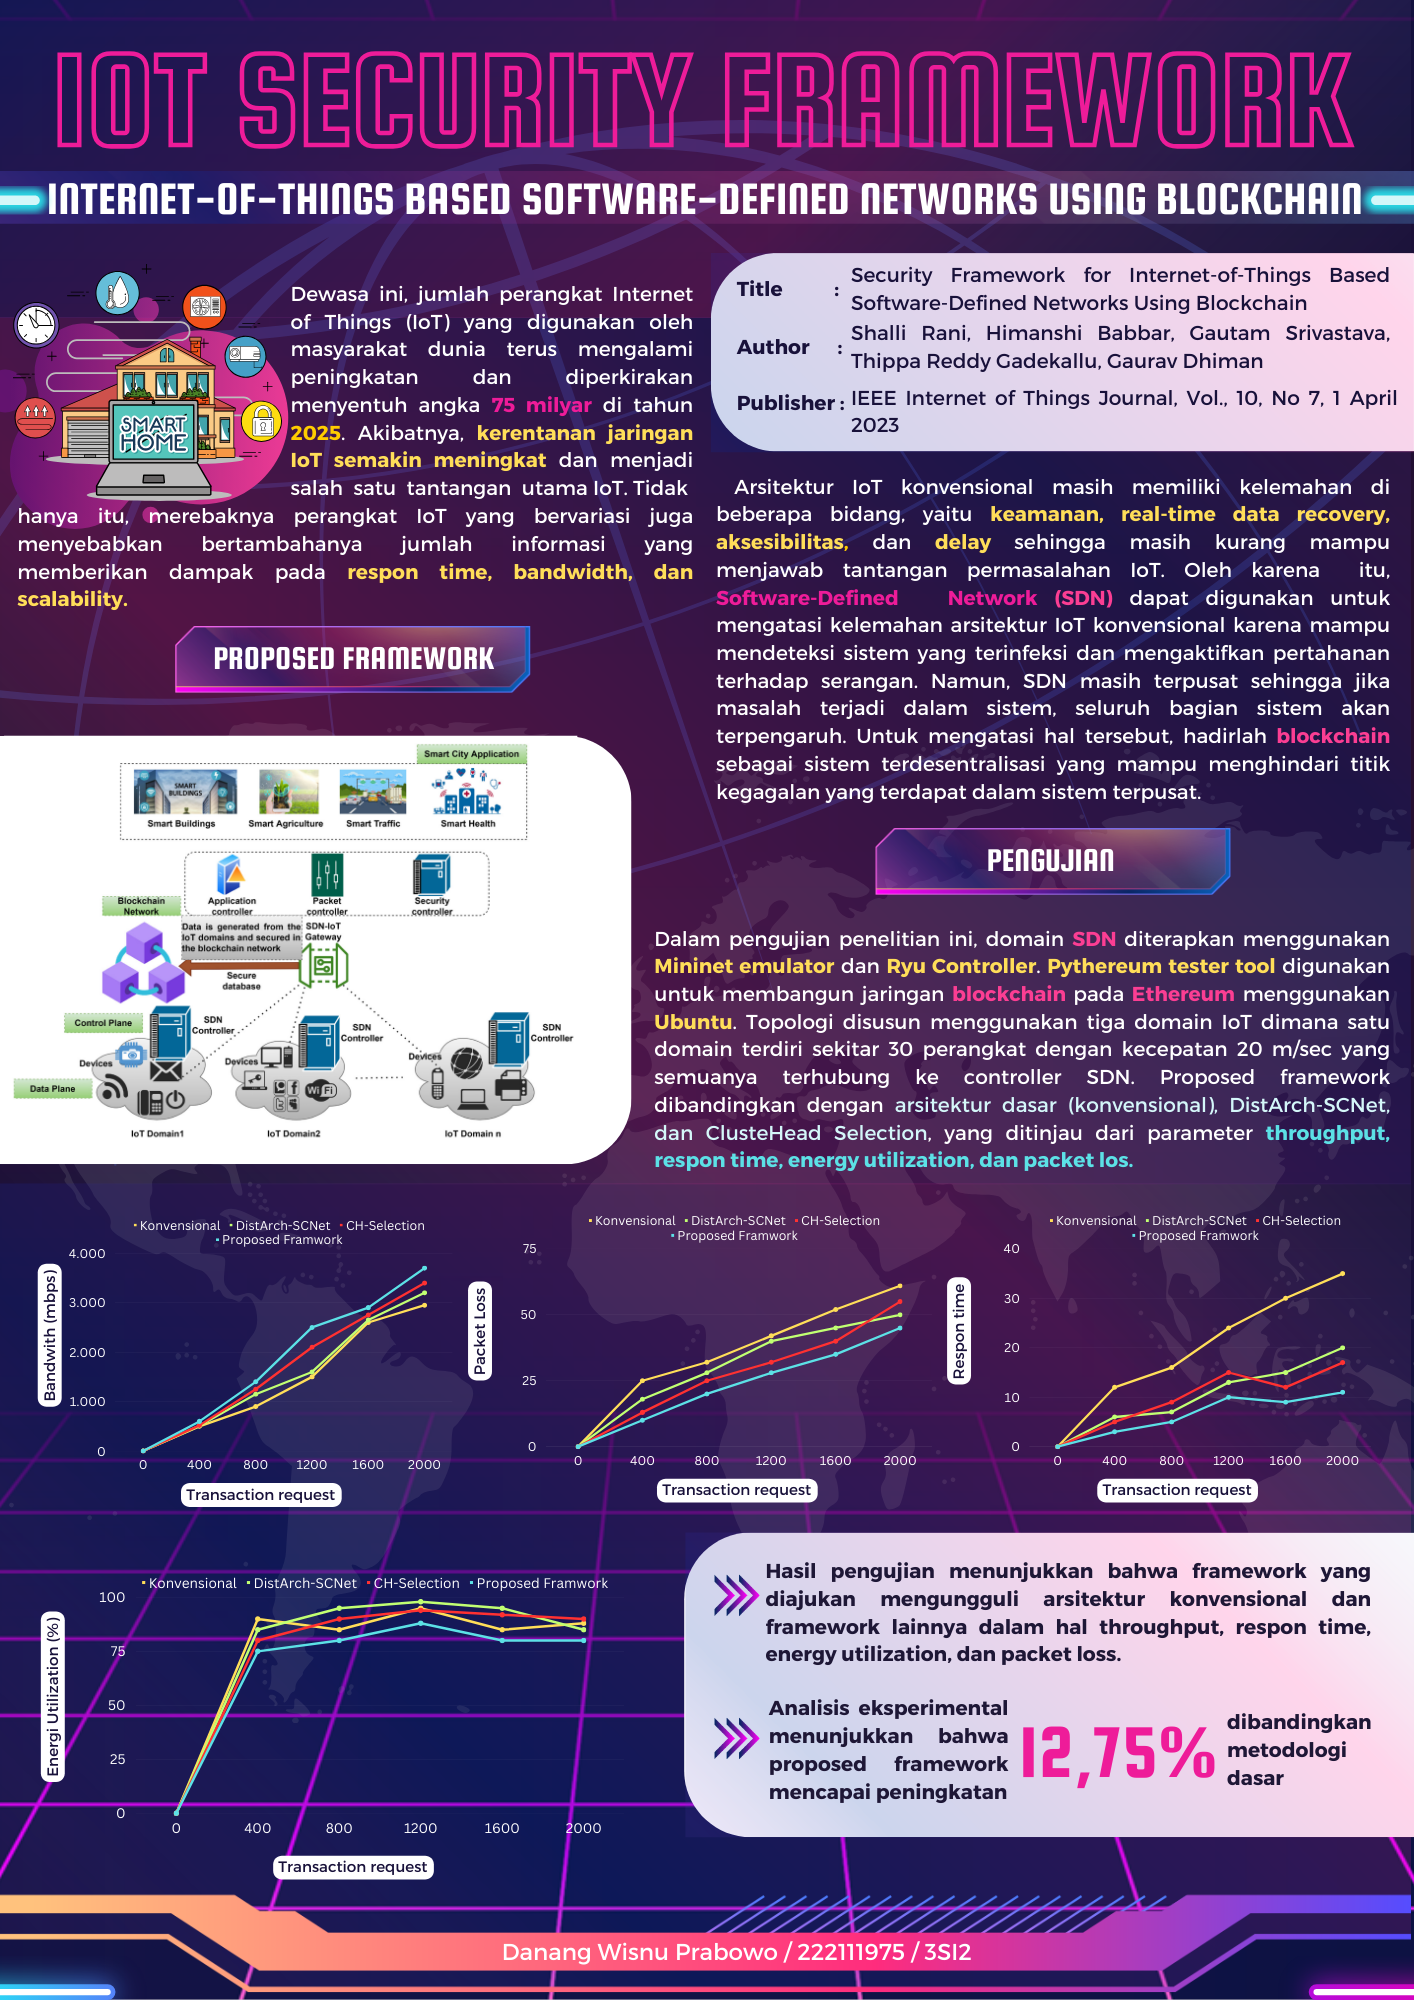 IOT SECURITY FRAMEWORK
INTERNET-OF-THINGS BASED SOFTWARE-DEFINED NETWORKS USING BLOCKCHAIN
SMART
HOME
Dewasa ini, jumlah perangkat Internet
of Things (IoT) yang digunakan oleh
masyarakat dunia terus mengalami
peningkatan dan diperkirakan
menyentuh angka 75 milyar di tahun
2025. Akibatnya, kerentanan jaringan
IoT semakin meningkat dan menjadi
salah satu tantangan utama IoT. Tidak
hanya itu, merebaknya perangkat IoT yang bervariasi juga
menyebabkan bertambahanya jumlah informasi yang
memberikan dampak pada respon time, bandwidth, dan
scalability.
Title : Security Framework for Internet-of-Things Based
Software-Defined Networks Using Blockchain
Author : Shalli Rani, Himanshi Babbar, Gautam Srivastava,
Thippa Reddy Gadekallu, Gaurav Dhiman
Publisher : IEEE Internet of Things Journal, Vol., 10, No 7, 1 April
2023
Arsitektur IoT konvensional masih memiliki kelemahan di
beberapa bidang, yaitu keamanan, real-time data recovery,
aksesibilitas, dan delay sehingga masih kurang mampu
menjawab tantangan permasalahan IoT. Oleh karena itu,
Software-Defined Network (SDN) dapat digunakan untuk
mengatasi kelemahan arsitektur IoT konvensional karena mampu
mendeteksi sistem yang terinfeksi dan mengaktifkan pertahanan
terhadap serangan. Namun, SDN masih terpusat sehingga jika
masalah terjadi dalam sistem, seluruh bagian sistem akan
terpengaruh. Untuk mengatasi hal tersebut, hadirlah blockchain
sebagai sistem terdesentralisasi yang mampu menghindari titik
kegagalan yang terdapat dalam sistem terpusat.
PROPOSED FRAMEWORK
Smart City Application
SMART
BUILDINGS
Smart Buildings Smart Agriculture Smart Traffic Smart Health
Application
controller
Packet
controller
Security
controller
Blockchain
Network
Data is generated from the
IoT domains and secured in
the blockchain network
SDN-IoT
Gateway
Secure
database
Control Plane
SDN
Controller
SDN
Controller
SDN
Controller
Devices
Devices
Devices
WiFi
Data Plane
IoT Domain1 IoT Domain2 IoT Domain n
PENGUJIAN
Dalam pengujian penelitian ini, domain SDN diterapkan menggunakan
Mininet emulator dan Ryu Controller. Pythereum tester tool digunakan
untuk membangun jaringan blockchain pada Ethereum menggunakan
Ubuntu. Topologi disusun menggunakan tiga domain IoT dimana satu
domain terdiri sekitar 30 perangkat dengan kecepatan 20 m/sec yang
semuanya terhubung ke controller SDN. Proposed framework
dibandingkan dengan arsitektur dasar (konvensional), DistArch-SCNet,
dan ClusteHead Selection, yang ditinjau dari parameter throughput,
respon time, energy utilization, dan packet los.
Konvensional DistArch-SCNet CH-Selection
Proposed Framwork
Bandwith (mbps)
4.000
3.000
2.000
1.000
0
0 400 800 1200 1600 2000
Transaction request
Konvensional DistArch-SCNet CH-Selection
Proposed Framwork
Packet Loss
75
50
25
0
0 400 800 1200 1600 2000
Transaction request
Konvensional DistArch-SCNet CH-Selection
Proposed Framwork
Respon time
40
30
20
10
0
0 400 800 1200 1600 2000
Transaction request
Konvensional DistArch-SCNet CH-Selection Proposed Framwork
Energi Utilization (%)
100
75
50
25
0
0 400 800 1200 1600 2000
Transaction request
Hasil pengujian menunjukkan bahwa framework yang
diajukan mengungguli arsitektur konvensional dan
framework lainnya dalam hal throughput, respon time,
energy utilization, dan packet loss.
Analisis eksperimental
menunjukkan bahwa
proposed framework
mencapai peningkatan
12,75%
dibandingkan
metodologi
dasar
Danang Wisnu Prabowo / 222111975 / 3SI2